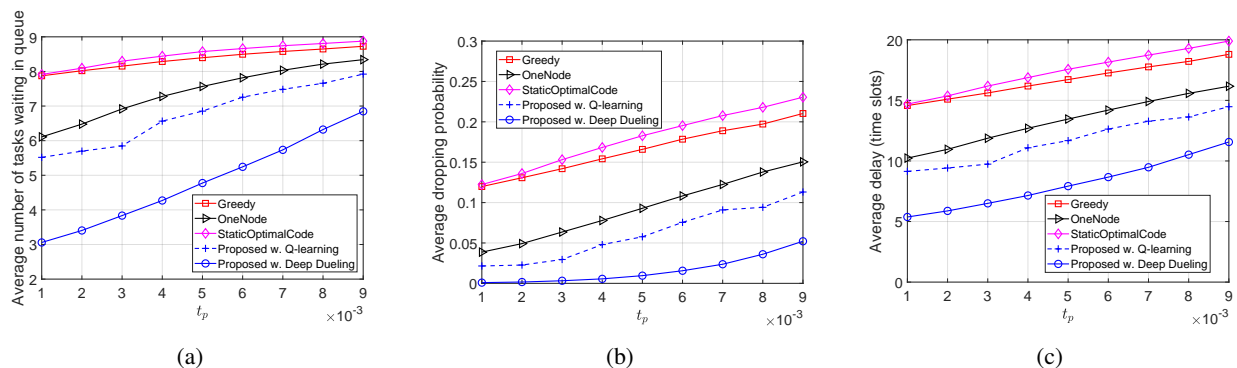 Average number of tasks waiting in queue
9
8
7
6
5
4
3
2
1 2 3 4 5 6 7 8 9
t_p
×10⁻³
Greedy
OneNode
StaticOptimalCode
Proposed w. Q-learning
Proposed w. Deep Dueling
(a)
Average dropping probability
0.3
0.25
0.20
0.15
0.10
0.05
0
1 2 3 4 5 6 7 8 9
t_p
×10⁻³
Greedy
OneNode
StaticOptimalCode
Proposed w. Q-learning
Proposed w. Deep Dueling
(b)
Average delay (time slots)
20
15
10
5
0
1 2 3 4 5 6 7 8 9
t_p
×10⁻³
Greedy
OneNode
StaticOptimalCode
Proposed w. Q-learning
Proposed w. Deep Dueling
(c)